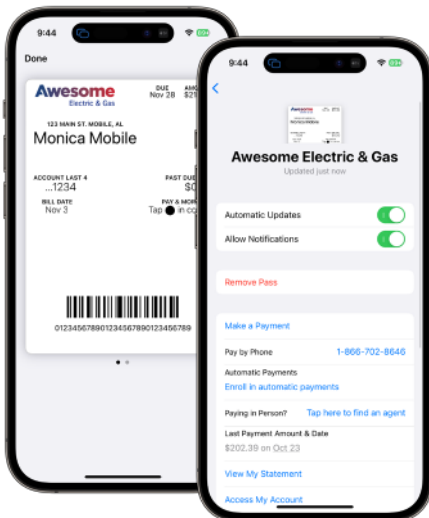 9:44
Done
Awesome
Electric & Gas
DUE
Nov 28
123 MAIN ST. MOBILE, AL
Monica Mobile
ACCOUNT LAST 4
...1234
PAST DUE
BILL DATE
Nov 3
PAY &
Tap in
012345678901234567890123456789
9:44
Awesome Electric & Gas
Updated just now
Automatic Updates
Allow Notifications
Remove Pass
Make a Payment
Pay by Phone 1-866-702-8646
Automatic Payments
Enroll in automatic payments
Paying in Person? Tap here to find an agent
Last Payment Amount & Date
$202.39 on Oct 23
View My Statement
Access My Account